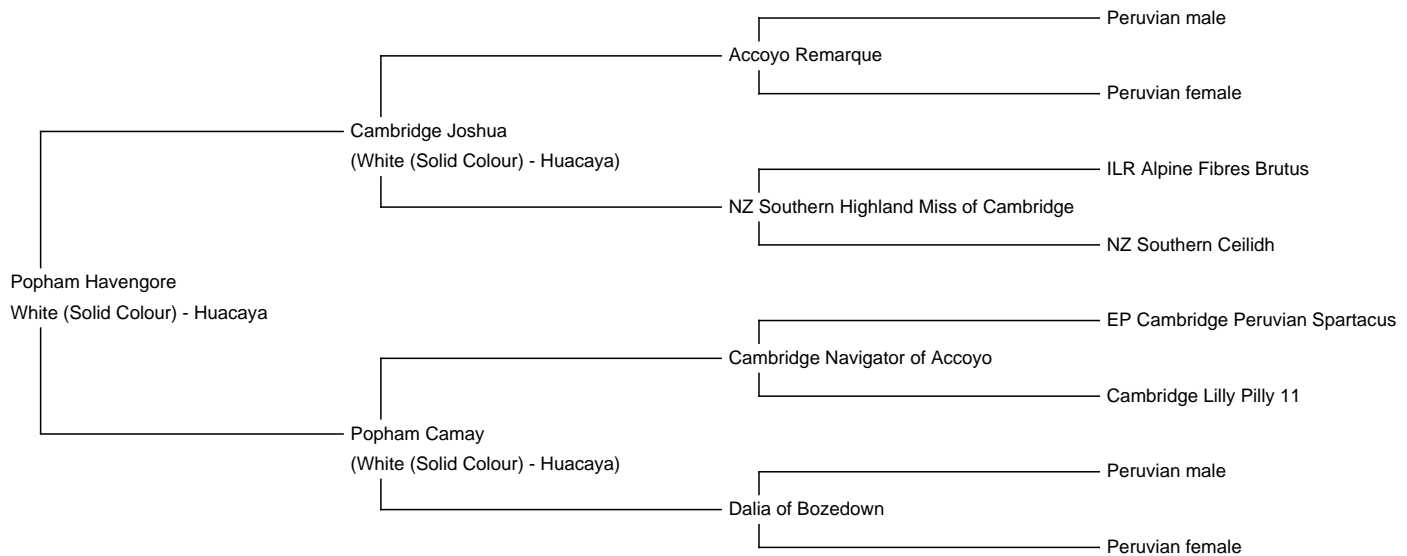 Peruvian male
Accoyo Remarque
Peruvian female
Cambridge Joshua
(White (Solid Colour) - Huacaya)
ILR Alpine Fibres Brutus
NZ Southern Highland Miss of Cambridge
NZ Southern Ceilidh
Popham Havengore
White (Solid Colour) - Huacaya
EP Cambridge Peruvian Spartacus
Cambridge Navigator of Accoyo
Cambridge Lilly Pilly 11
Popham Camay
(White (Solid Colour) - Huacaya)
Peruvian male
Dalia of Bozedown
Peruvian female